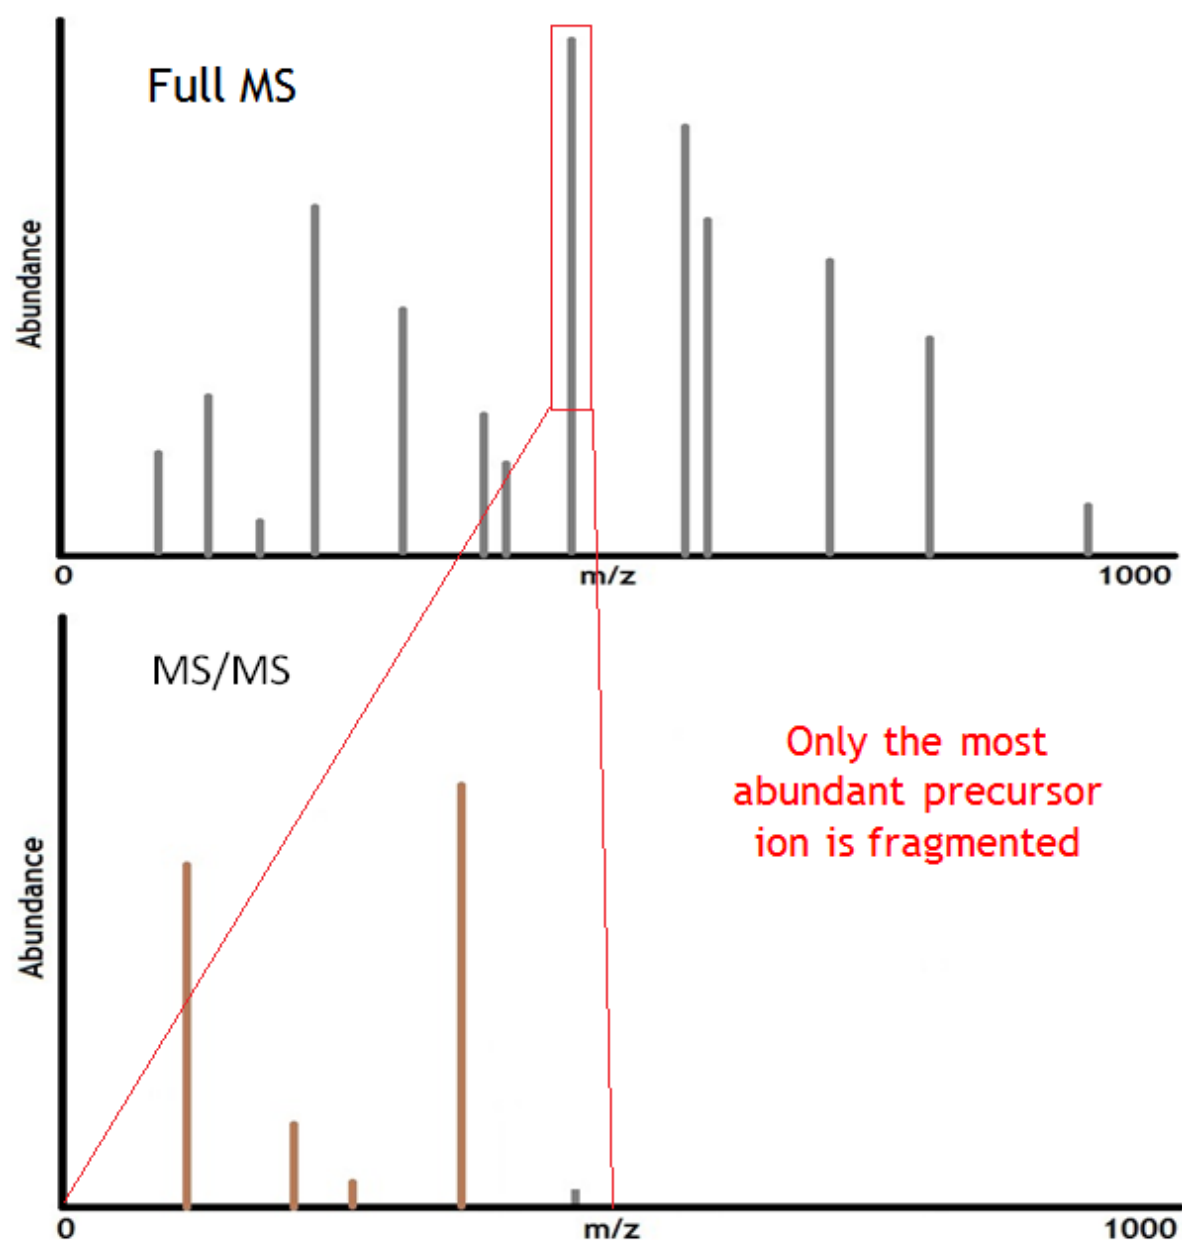 Full MS
Abundance
0
m/z
1000
MS/MS
Only the most
abundant precursor
ion is fragmented
Abundance
0
m/z
1000